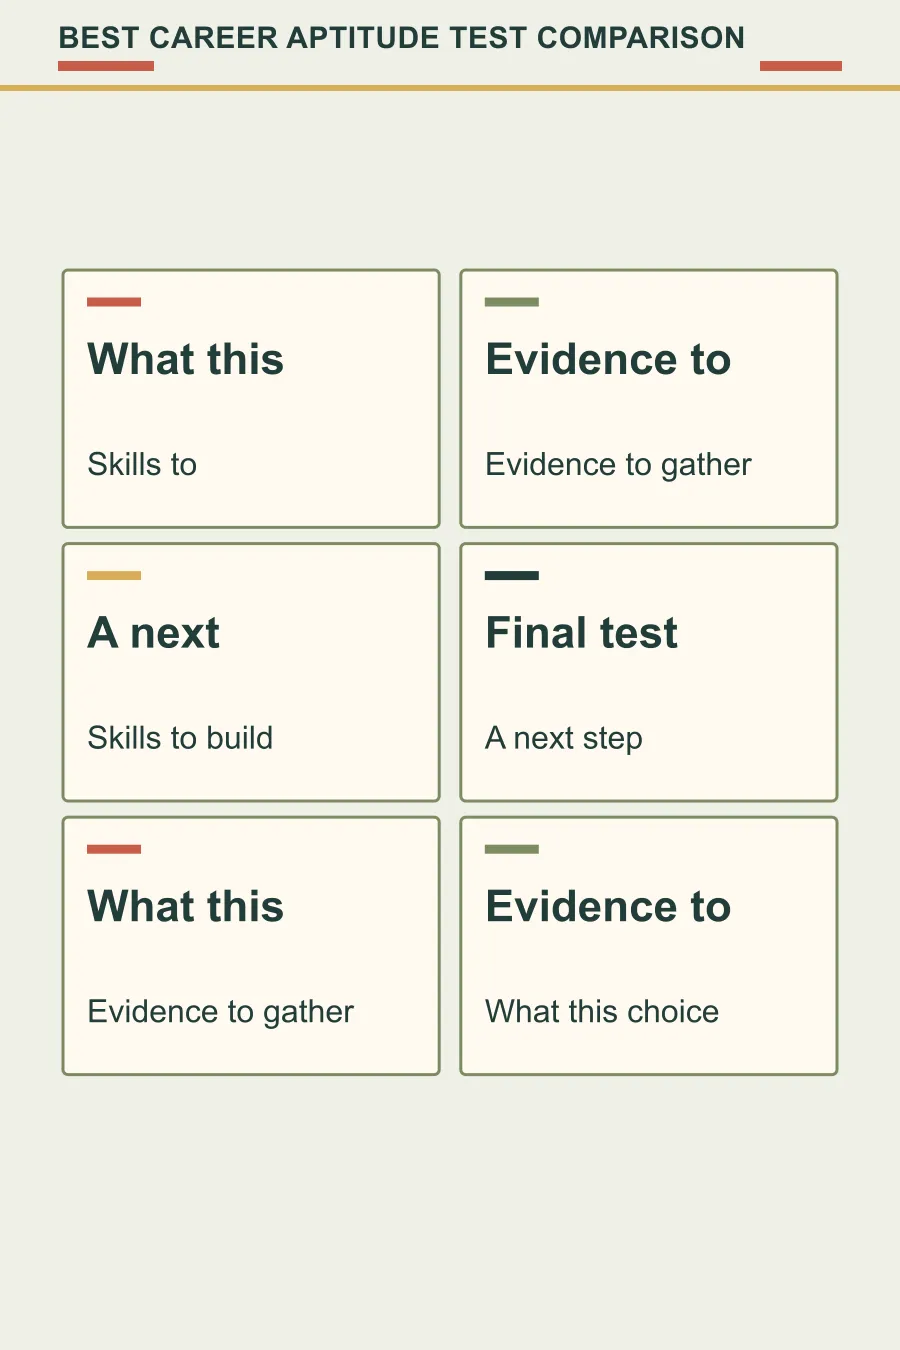 BEST CAREER APTITUDE TEST COMPARISON
What this
Skills to
Evidence to
Evidence to gather
A next
Skills to build
Final test
A next step
What this
Evidence to gather
Evidence to
What this choice